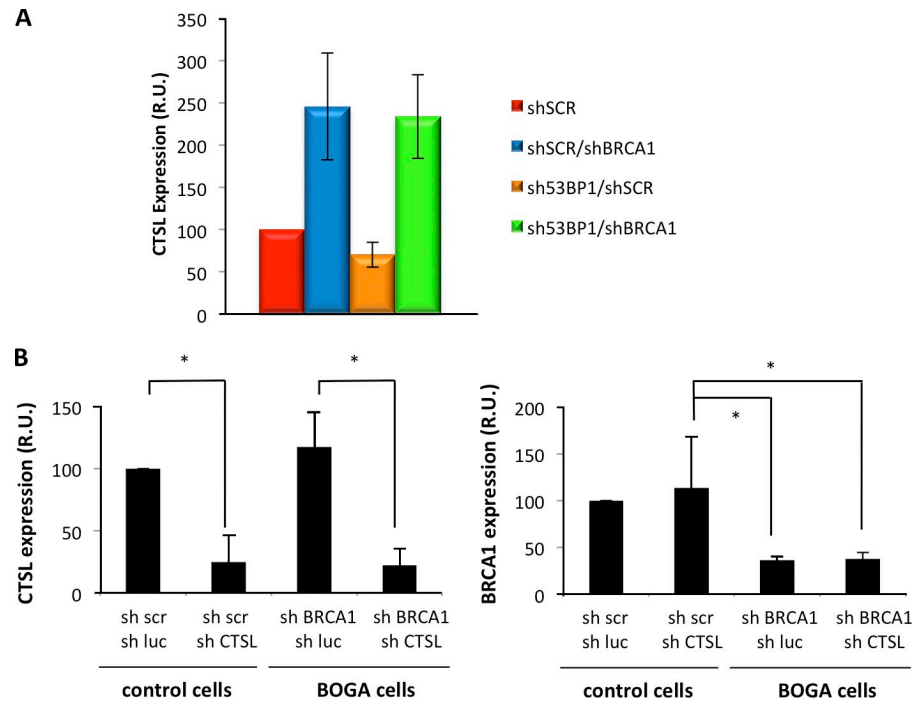 A
CTSL Expression (R.U.)
350
300
250
200
150
100
50
0
shSCR
shSCR/shBRCA1
sh53BP1/shSCR
sh53BP1/shBRCA1
B
CTSL expression (R.U.)
150
100
50
0
*
*
sh scr sh scr sh BRCA1 sh BRCA1
sh luc sh CTSL sh luc sh CTSL
control cells BOGA cells
BRCA1 expression (R.U.)
200
150
100
50
0
*
*
sh scr sh scr sh BRCA1 sh BRCA1
sh luc sh CTSL sh luc sh CTSL
control cells BOGA cells